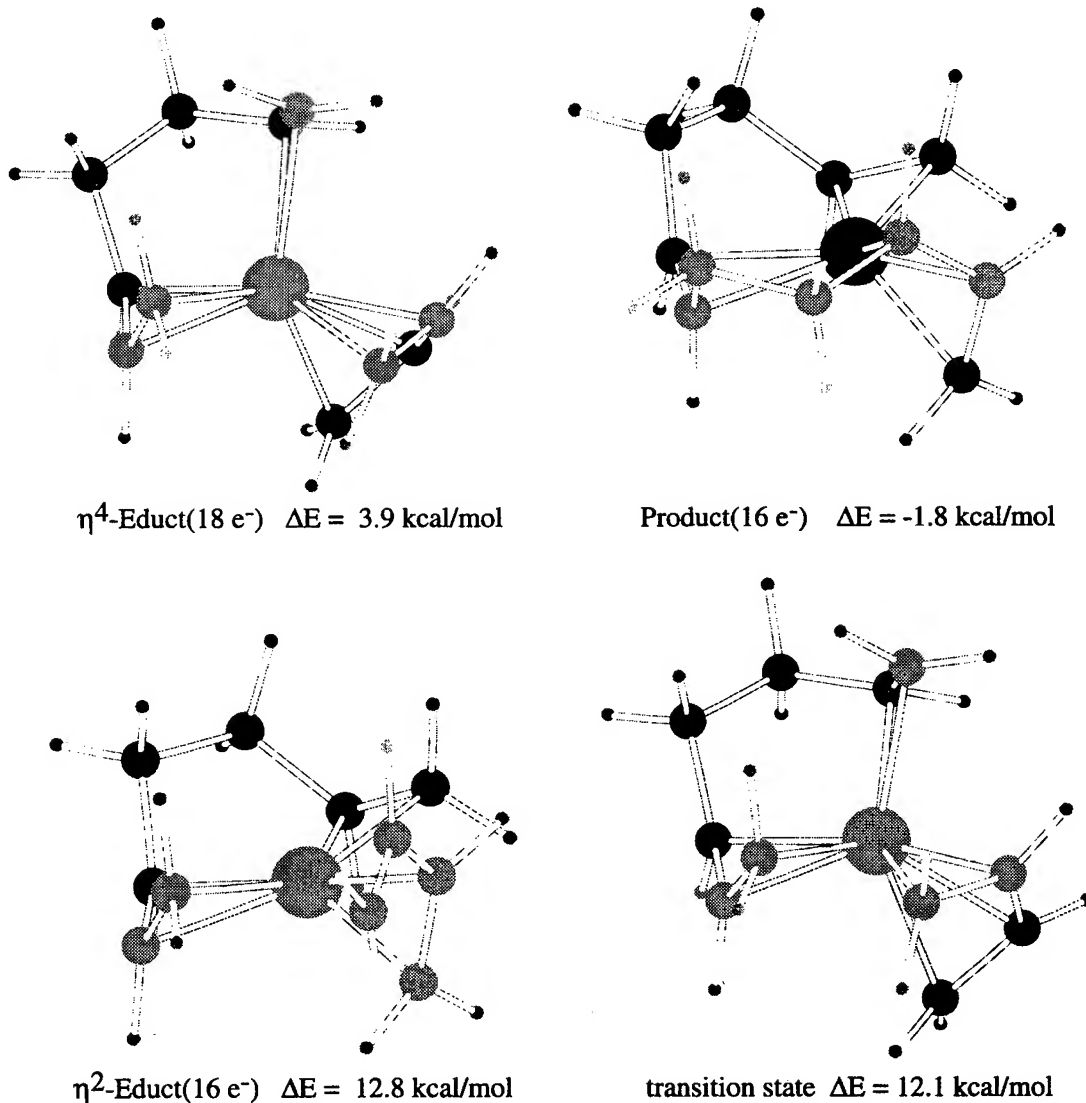 η⁴-Educt(18 e⁻) ΔE = 3.9 kcal/mol
Product(16 e⁻) ΔE = -1.8 kcal/mol
η²-Educt(16 e⁻) ΔE = 12.8 kcal/mol
transition state ΔE = 12.1 kcal/mol